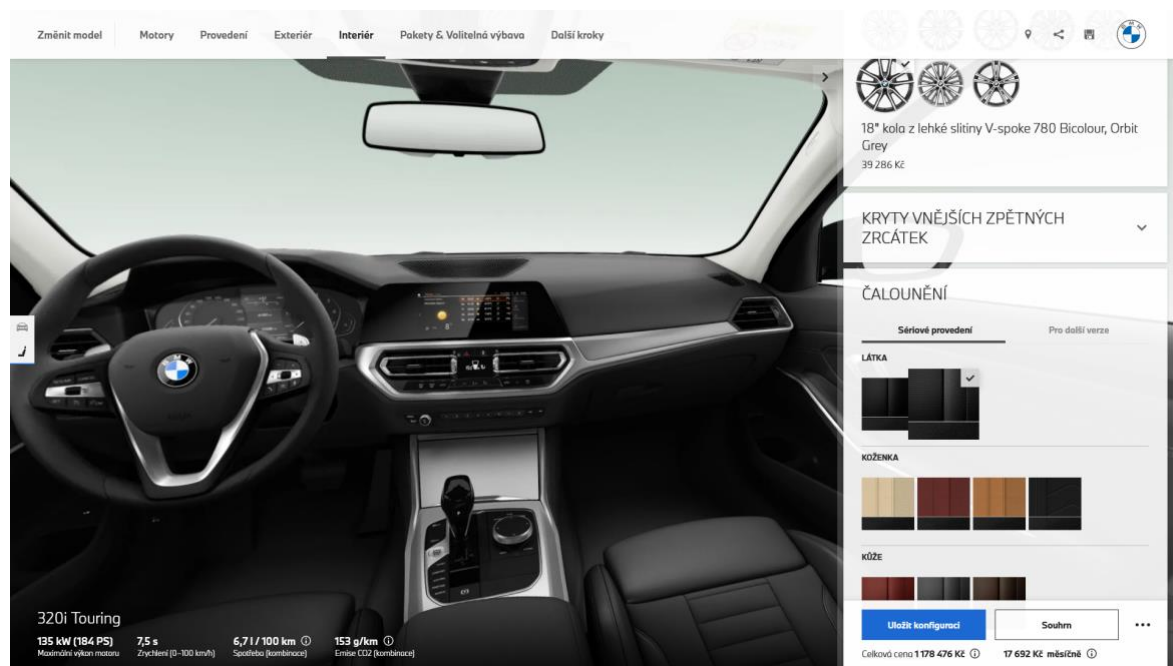 Změnit model
Motory
Provedení
Exteriér
Interiér
Pakety & Volitelná výbava
Další kroky
18" kola z lehké slitiny V-spoke 780 Bicolour, Orbit
Grey
39 286 Kč
KRYTY VNĚJŠÍCH ZPĚTNÝCH
ZRCÁTEK
ČALOUNĚNÍ
Sériové provedení
Pro další verze
LÁTKA
KOŽENKA
KŮŽE
320i Touring
135 kW (184 PS)
Maximální výkon motoru
7,5 s
Zrychlení (0–100 km/h)
6,7 l / 100 km
Spotřeba (kombinace)
153 g/km
Emise CO2 (kombinace)
Uložit konfiguraci
Souhrn
Celková cena 1 178 476 Kč
17 692 Kč měsíčně